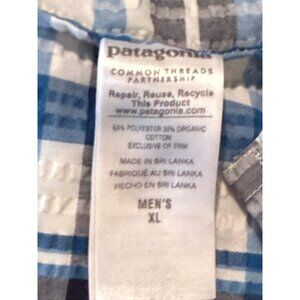 patagonia
COMMON THREADS
PARTNERSHIP
Repair, Reuse, Recycle
This Product
www.patagonia.com
65% POLYESTER 35% ORGANIC
COTTON
EXCLUSIVE OF TRIM
MADE IN SRI LANKA
FABRIQUÉ AU SRI LANKA
HECHO EN SRI LANKA
MEN'S
XL